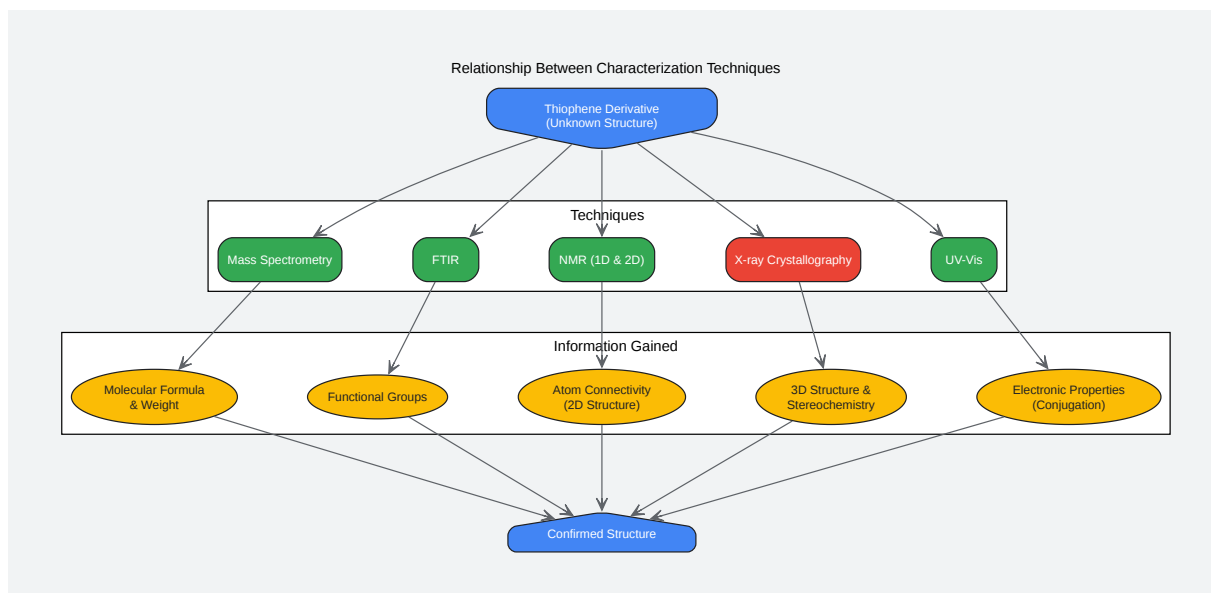 Relationship Between Characterization Techniques
Thiophene Derivative
(Unknown Structure)
Techniques
Mass Spectrometry
FTIR
NMR (1D & 2D)
X-ray Crystallography
UV-Vis
Information Gained
Molecular Formula
& Weight
Functional Groups
Atom Connectivity
(2D Structure)
3D Structure &
Stereochemistry
Electronic Properties
(Conjugation)
Confirmed Structure